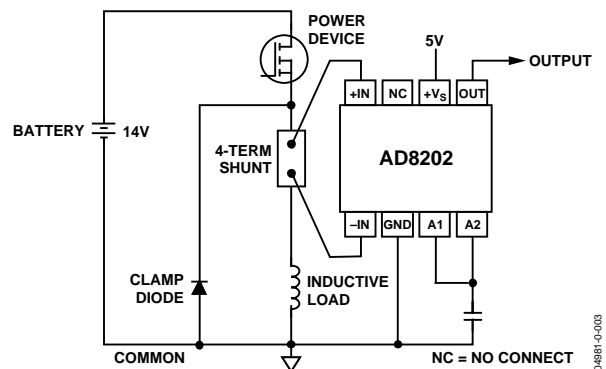 POWER
DEVICE
5V
OUTPUT
+IN
NC
+VS
OUT
BATTERY
14V
4-TERM
SHUNT
AD8202
–IN
GND
A1
A2
CLAMP
DIODE
INDUCTIVE
LOAD
COMMON
NC = NO CONNECT
04981-0-003